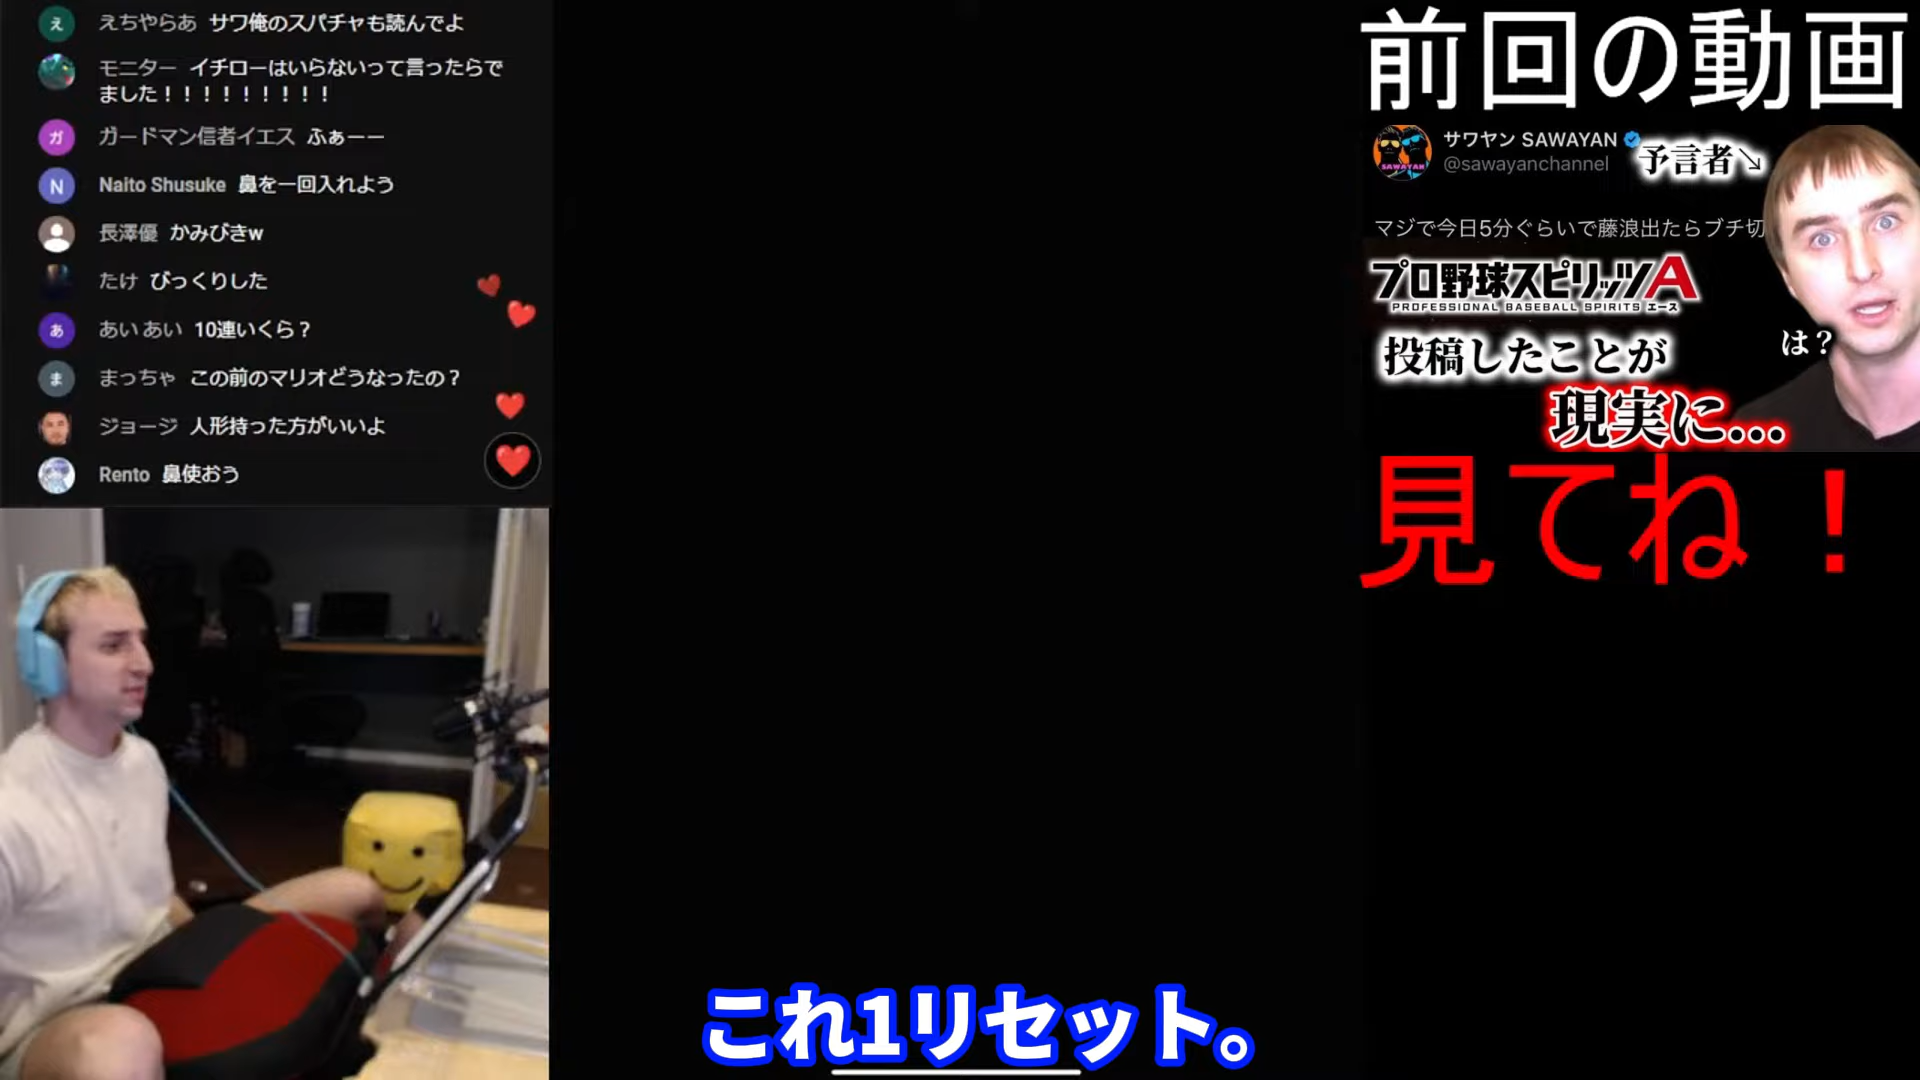 え えちやらあ サワ俺のスパチャも読んでよ
モニター イチローはいらないって言ったらで
ました!!!!!!!!!
ガ ガードマン信者イエス ふぁーー
N Naito Shusuke 鼻を一回入れよう
長澤優 かみびきw
たけ びっくりした
あ あい あい 10連いくら?
ま まっちゃ この前のマリオどうなったの?
ジョージ 人形持った方がいいよ
Rento 鼻使おう
前回の動画
サワヤン SAWAYAN
@sawayanchannel
予言者↘
マジで今日5分ぐらいで藤浪出たらブチ切
プロ野球スピリッツA
PROFESSIONAL BASEBALL SPIRITS エース
は?
投稿したことが
現実に...
見てね!
これ1リセット。